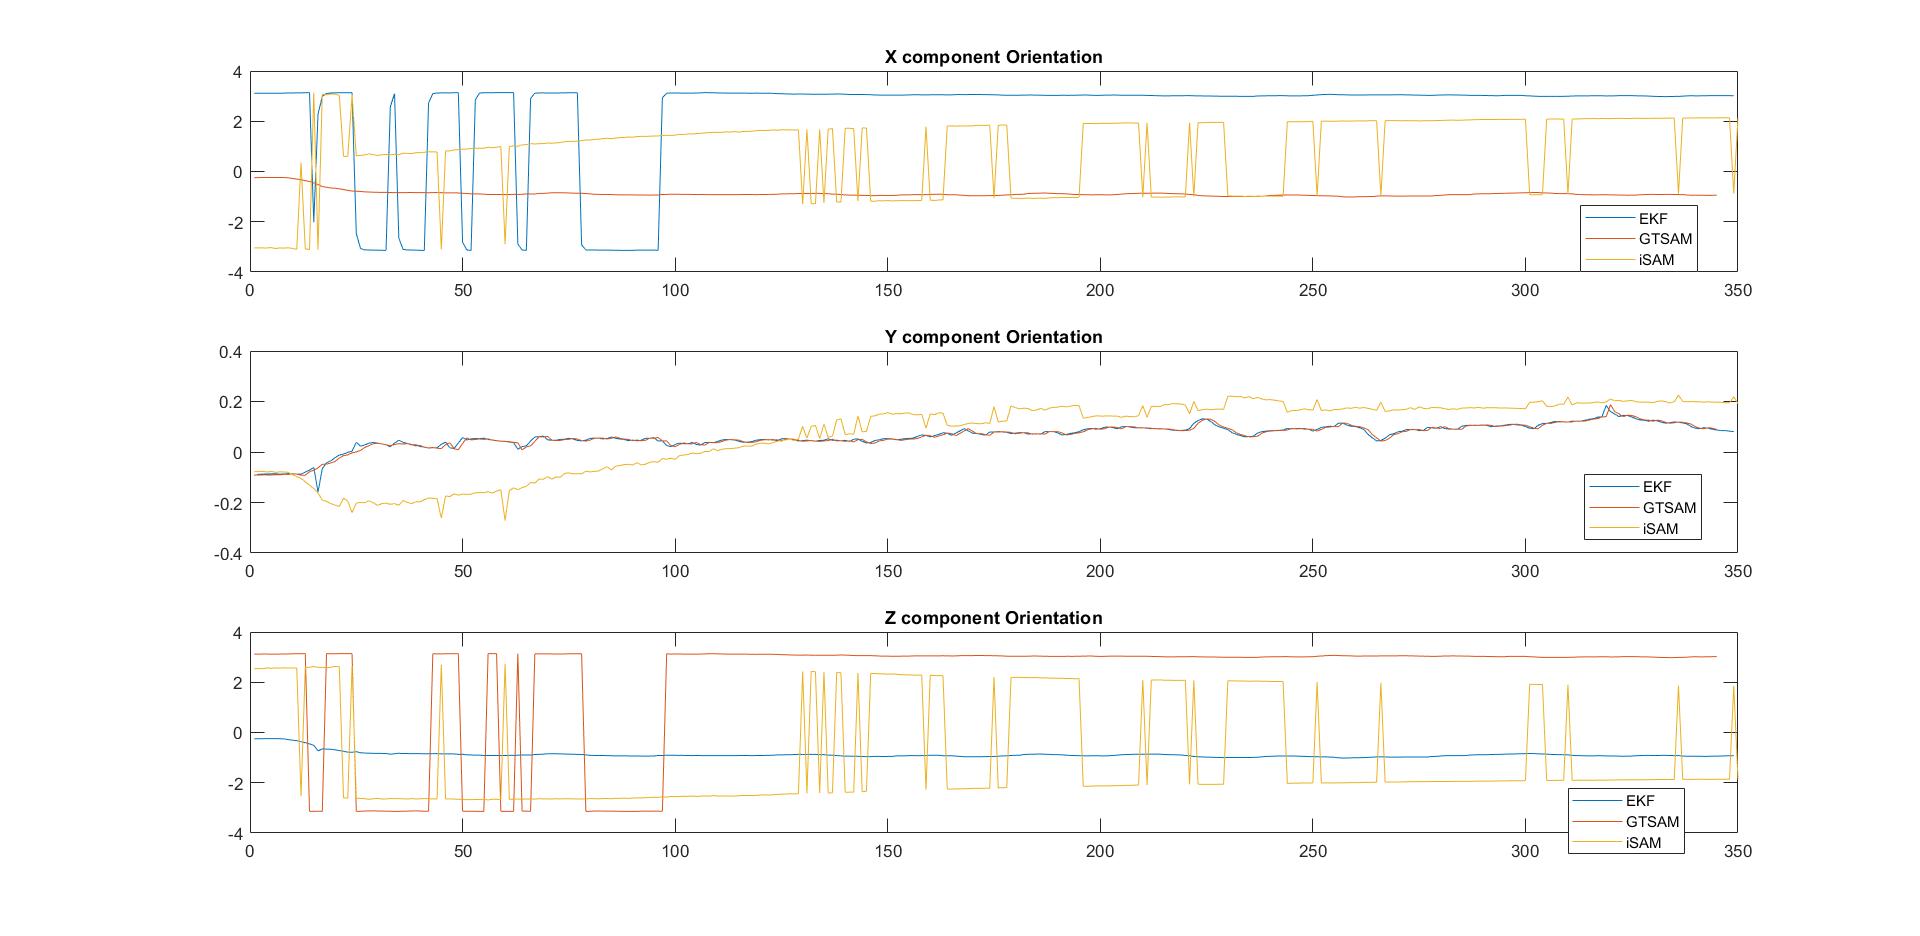 X component Orientation
4
2
0
-2
-4
0 50 100 150 200 250 300 350
EKF
GTSAM
iSAM
Y component Orientation
0.4
0.2
0
-0.2
-0.4
0 50 100 150 200 250 300 350
EKF
GTSAM
iSAM
Z component Orientation
4
2
0
-2
-4
0 50 100 150 200 250 300 350
EKF
GTSAM
iSAM